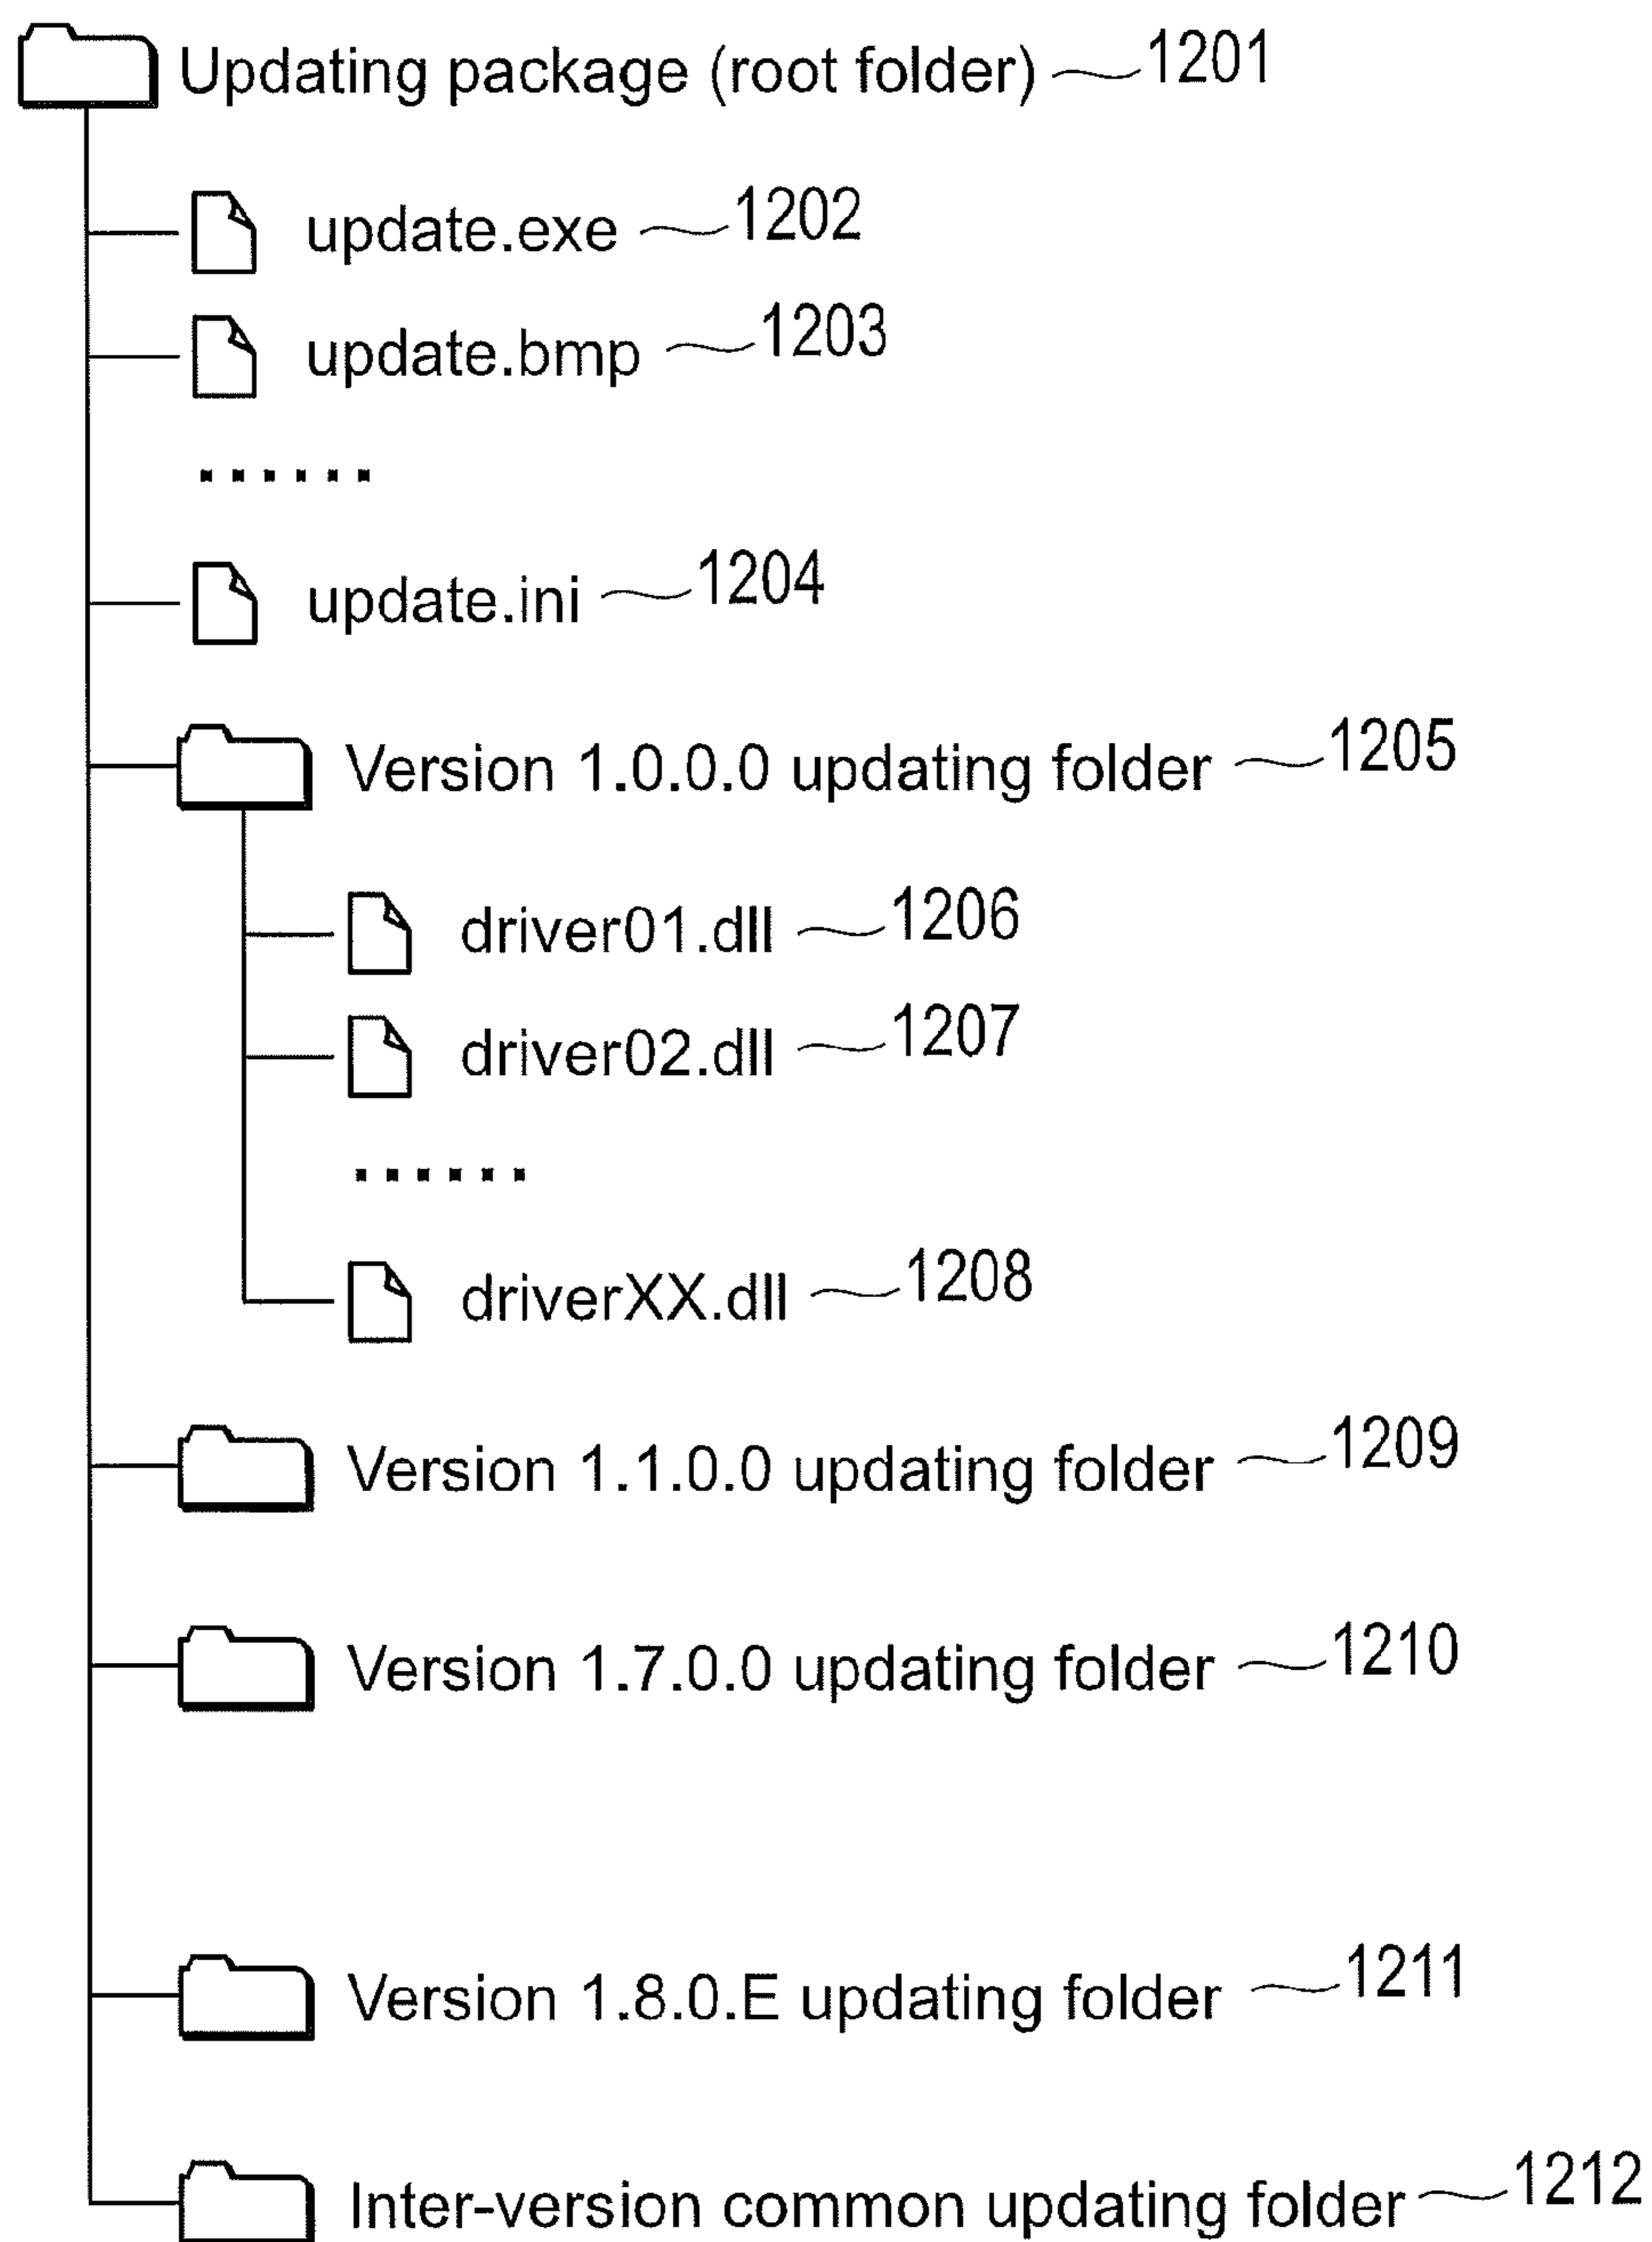 Updating package (root folder) 1201
update.exe 1202
update.bmp 1203
......
update.ini 1204
Version 1.0.0.0 updating folder 1205
driver01.dll 1206
driver02.dll 1207
......
driverXX.dll 1208
Version 1.1.0.0 updating folder 1209
Version 1.7.0.0 updating folder 1210
Version 1.8.0.E updating folder 1211
Inter-version common updating folder 1212